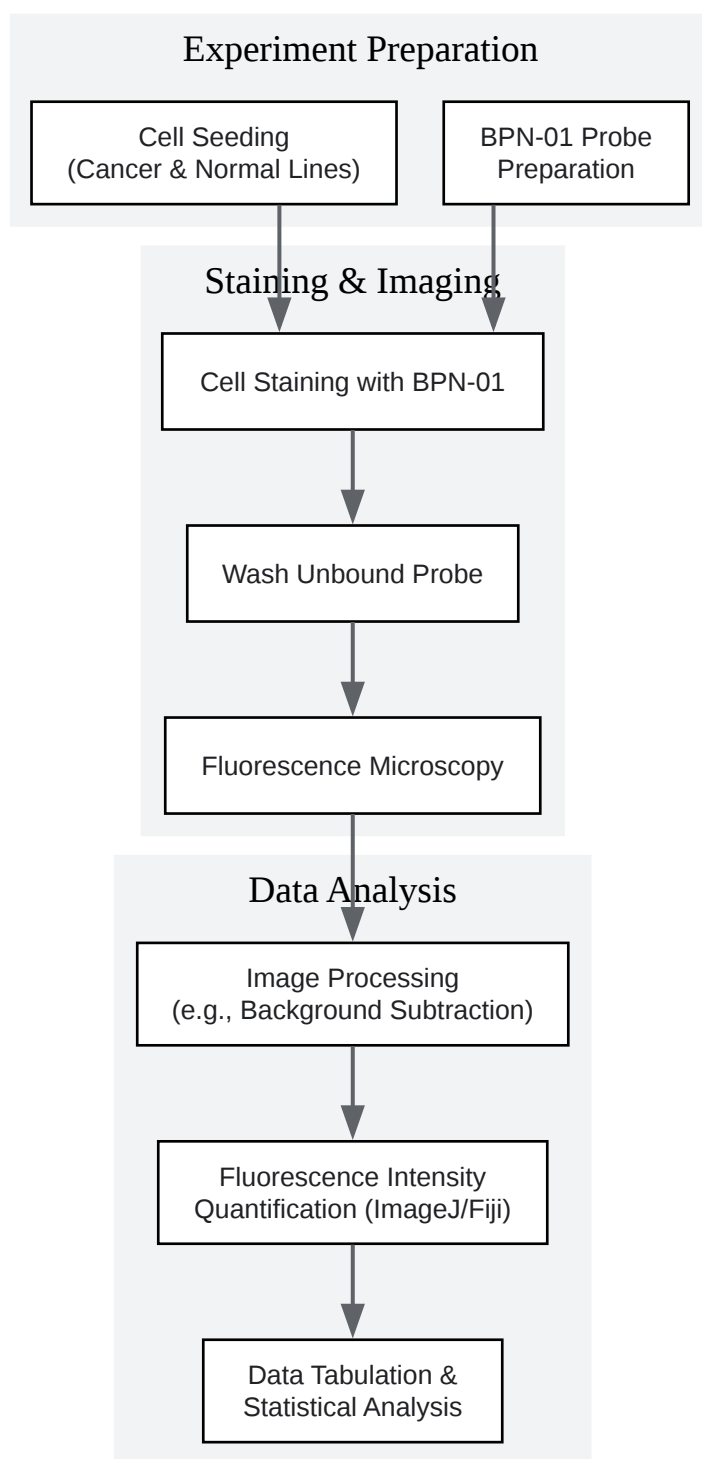 Experiment Preparation
Cell Seeding
(Cancer & Normal Lines)
BPN-01 Probe
Preparation
Staining & Imaging
Cell Staining with BPN-01
Wash Unbound Probe
Fluorescence Microscopy
Data Analysis
Image Processing
(e.g., Background Subtraction)
Fluorescence Intensity
Quantification (ImageJ/Fiji)
Data Tabulation &
Statistical Analysis